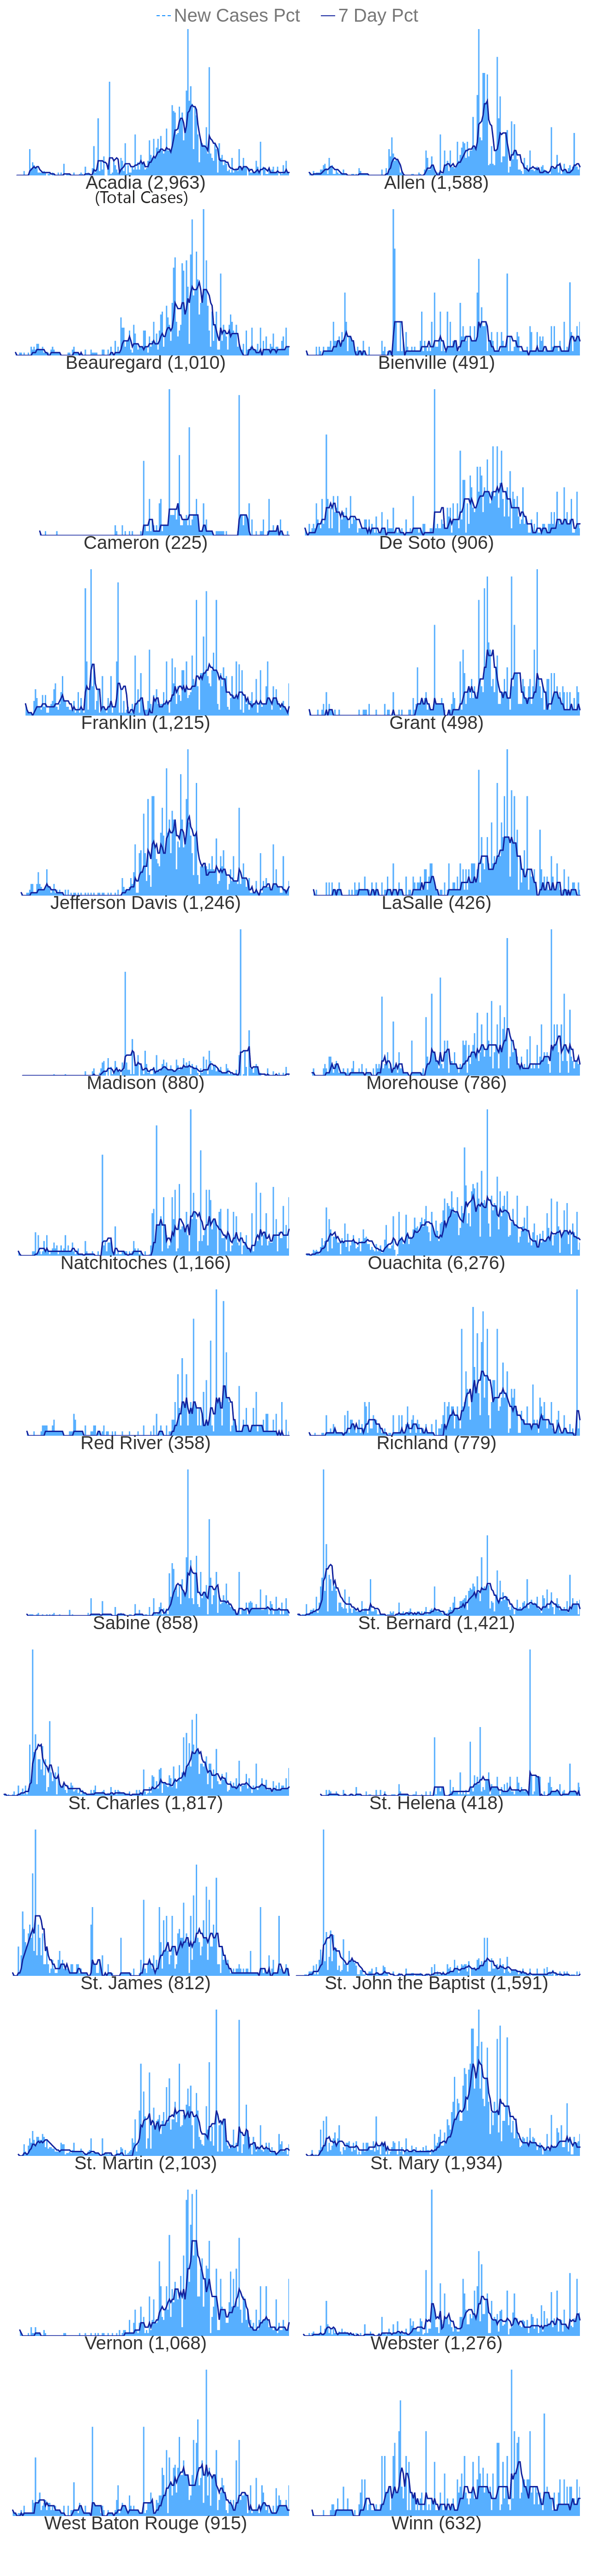 New Cases Pct 7 Day Pct
Acadia (2,963) Allen (1,588)
(Total Cases)
Beauregard (1,010) Bienville (491)
Cameron (225) De Soto (906)
Franklin (1,215) Grant (498)
Jefferson Davis (1,246) LaSalle (426)
Madison (880) Morehouse (786)
Natchitoches (1,166) Ouachita (6,276)
Red River (358) Richland (779)
Sabine (858) St. Bernard (1,421)
St. Charles (1,817) St. Helena (418)
St. James (812) St. John the Baptist (1,591)
St. Martin (2,103) St. Mary (1,934)
Vernon (1,068) Webster (1,276)
West Baton Rouge (915) Winn (632)